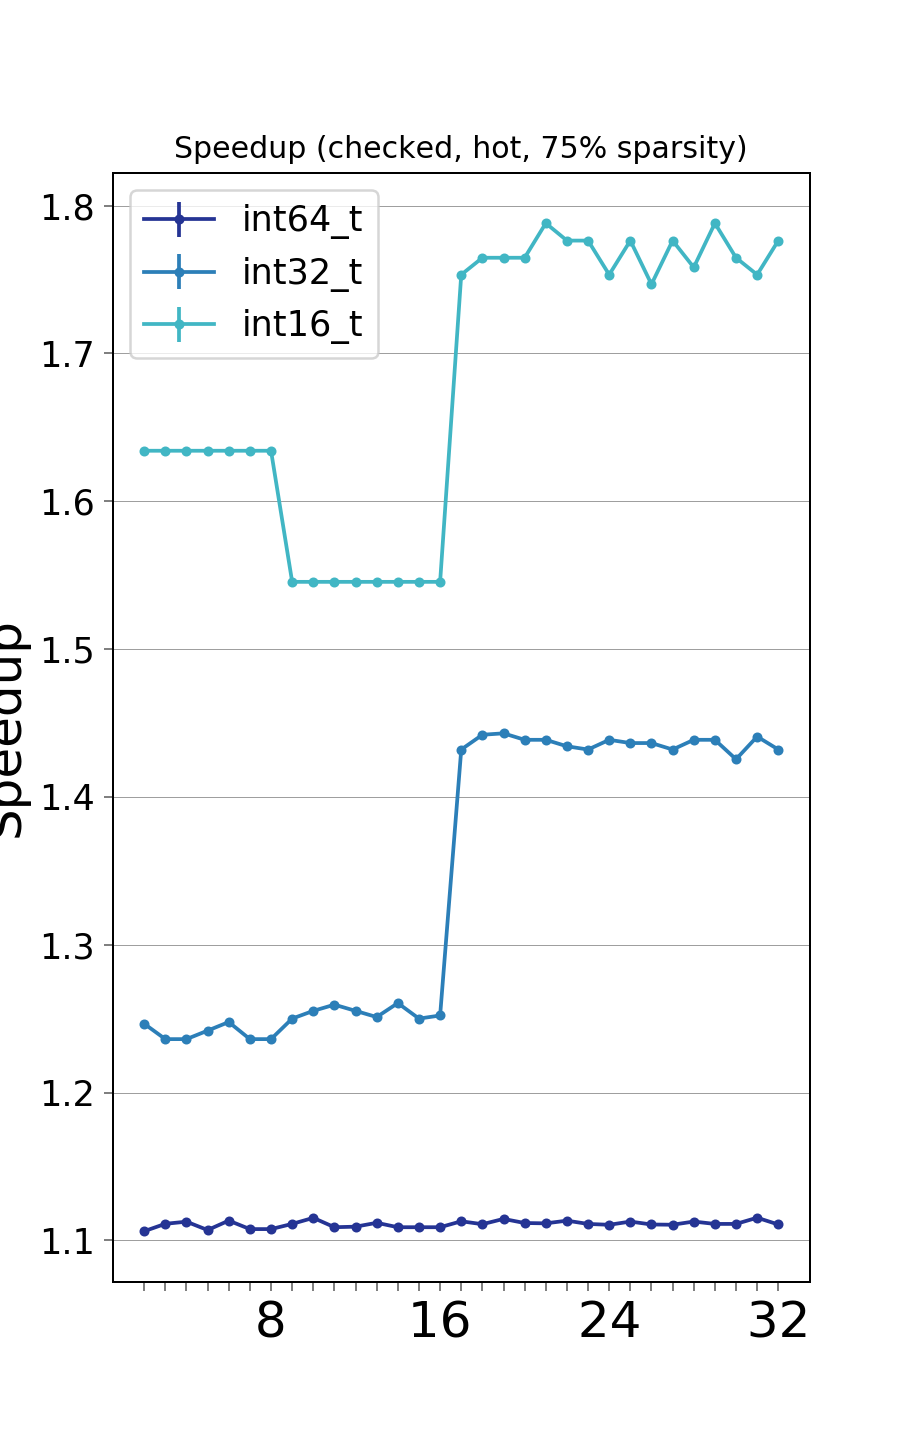 Speedup (checked, hot, 75% sparsity)
int64_t
int32_t
int16_t
1.8
1.7
1.6
1.5
1.4
1.3
1.2
1.1
Speedup
8 16 24 32